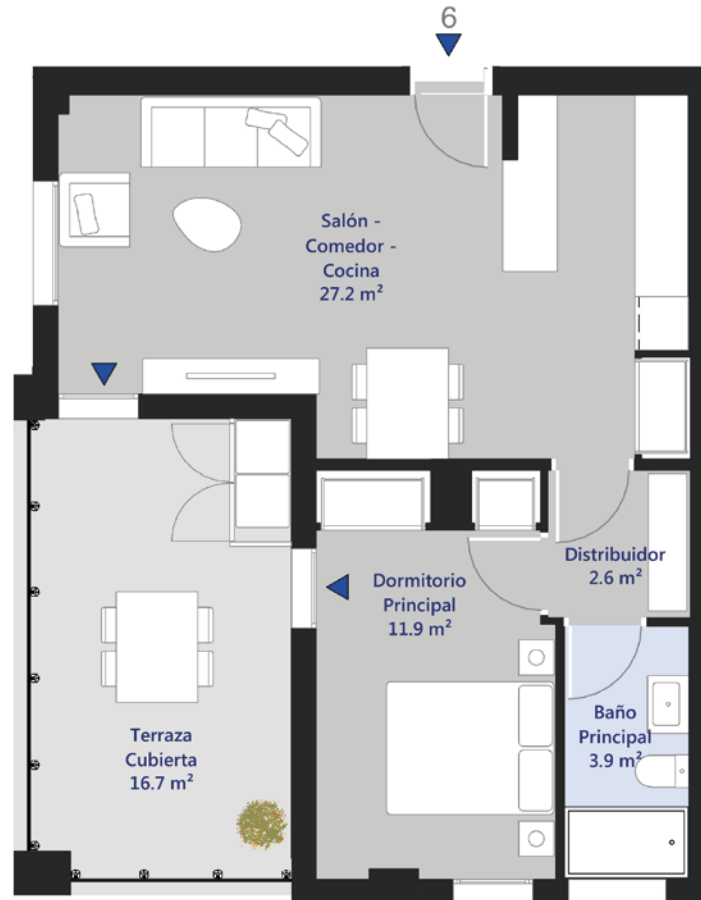 6
Salón -
Comedor -
Cocina
27.2 m²
Distribuidor
2.6 m²
Dormitorio
Principal
11.9 m²
Baño
Principal
3.9 m²
Terraza
Cubierta
16.7 m²